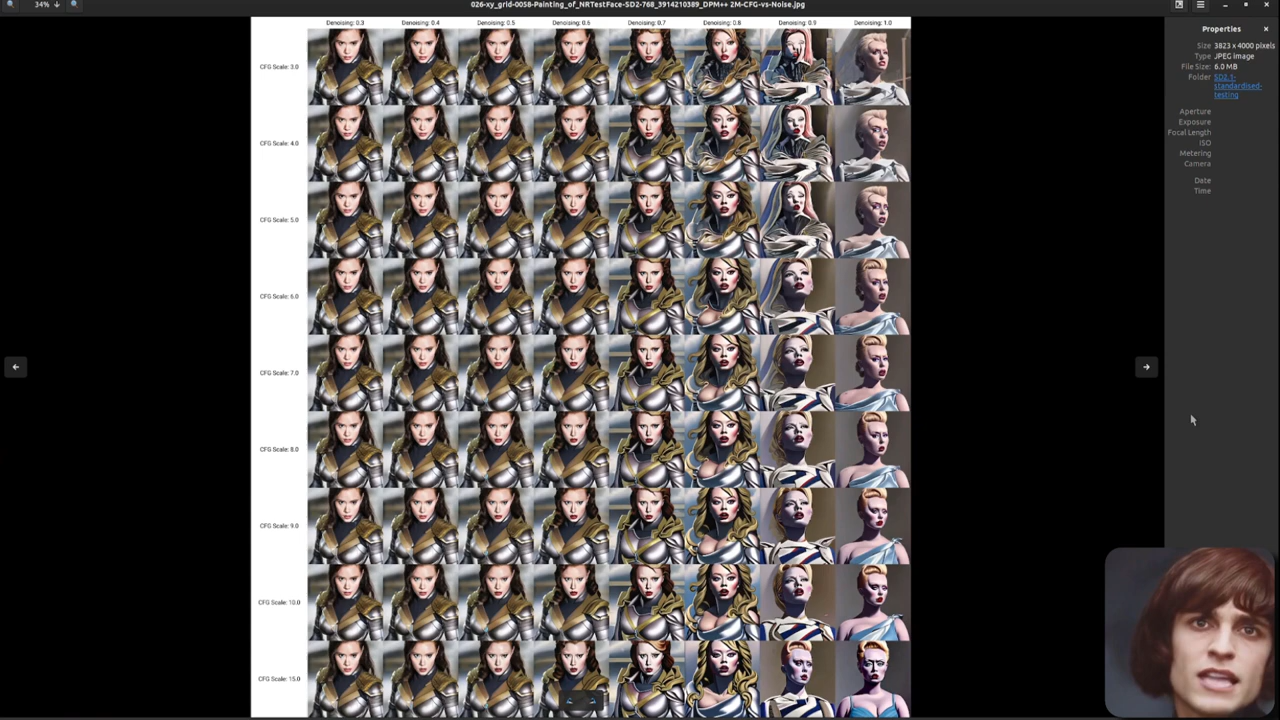 34%
026-xy_grid-0058-Painting_of_NRTestFace-SD2-768_3914210389_DPM++ 2M-CFG-vs-Noise.jpg
Denoising: 0.3 Denoising: 0.4 Denoising: 0.5 Denoising: 0.6 Denoising: 0.7 Denoising: 0.8 Denoising: 0.9 Denoising: 1.0
CFG Scale: 3.0
CFG Scale: 4.0
CFG Scale: 5.0
CFG Scale: 6.0
CFG Scale: 7.0
CFG Scale: 8.0
CFG Scale: 9.0
CFG Scale: 10.0
CFG Scale: 15.0
Properties
Size 3823 x 4000 pixels
Type JPEG image
File Size: 6.0 MB
Folder SD2.1-
standardised-
testing
Aperture
Exposure
Focal Length
ISO
Metering
Camera
Date
Time